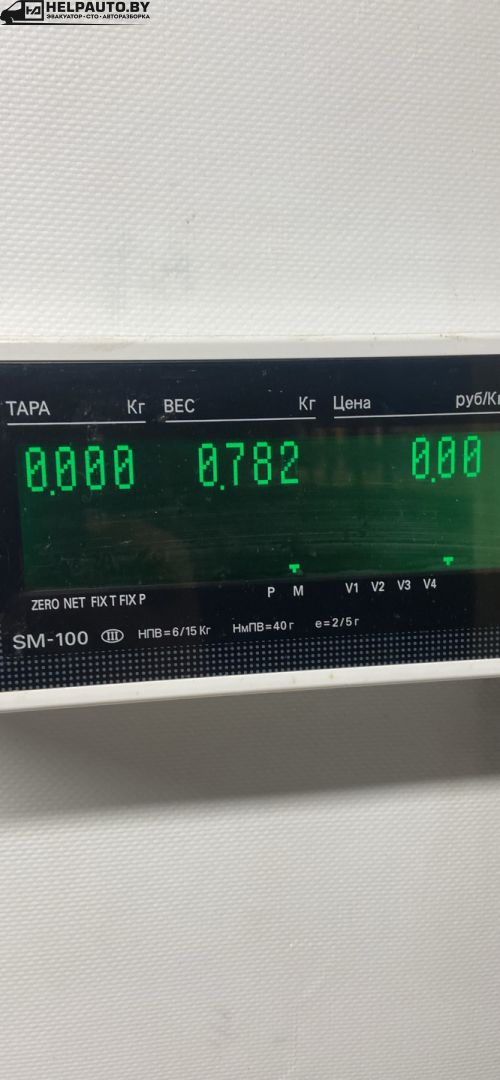 HELPAUTO.BY
ЭВАКУАТОР · СТО · АВТОРАЗБОРКА
ТАРА Кг ВЕС Кг Цена руб/Кг
0.000 0.782 0.00
P M V1 V2 V3 V4
ZERO NET FIX T FIX P
SM-100 III НПВ=6/15 Кг НмПВ=40 г e=2/5 г